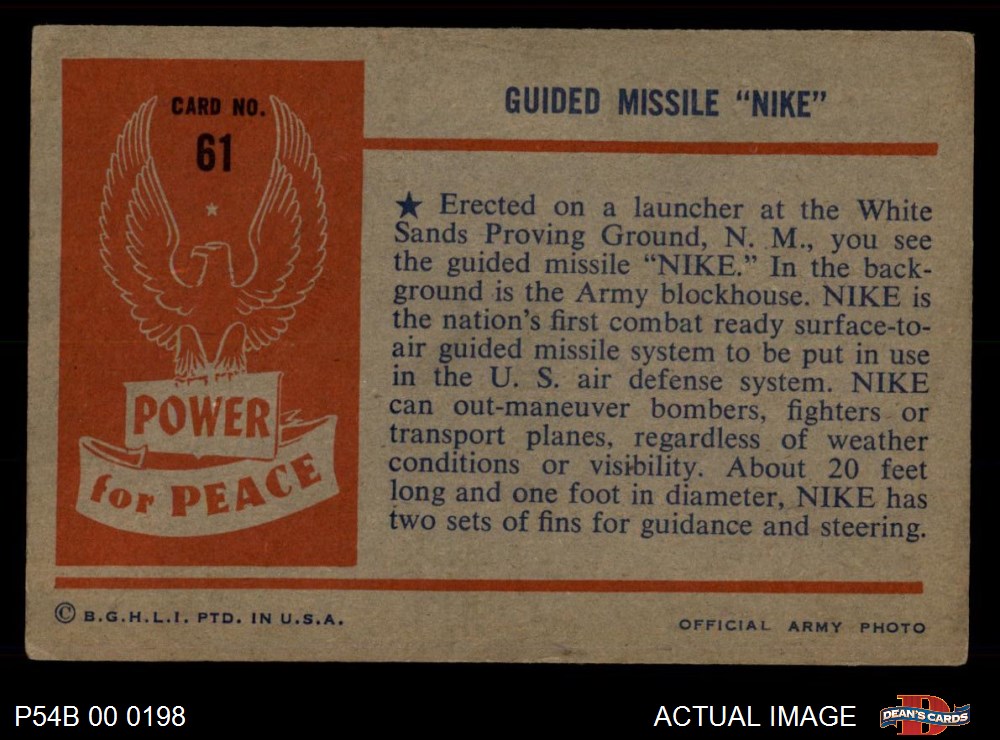 CARD NO.
61
POWER
for PEACE
GUIDED MISSILE “NIKE”
★ Erected on a launcher at the White
Sands Proving Ground, N. M., you see
the guided missile “NIKE.” In the back-
ground is the Army blockhouse. NIKE is
the nation's first combat ready surface-to-
air guided missile system to be put in use
in the U. S. air defense system. NIKE
can out-maneuver bombers, fighters or
transport planes, regardless of weather
conditions or visibility. About 20 feet
long and one foot in diameter, NIKE has
two sets of fins for guidance and steering.
© B.G.H.L.I. PTD. IN U.S.A.
OFFICIAL ARMY PHOTO
P54B 00 0198
ACTUAL IMAGE
D
DEAN'S CARDS